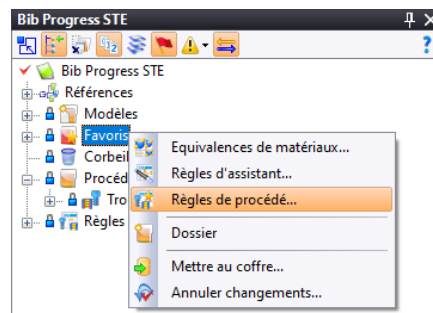 Bib Progress STE
Bib Progress STE
Références
Modèles
Favoris
Equivalences de matériaux...
Corbeil
Règles d'assistant...
Procéd
Règles de procédé...
Tro
Règles
Dossier
Mettre au coffre...
Annuler changements...